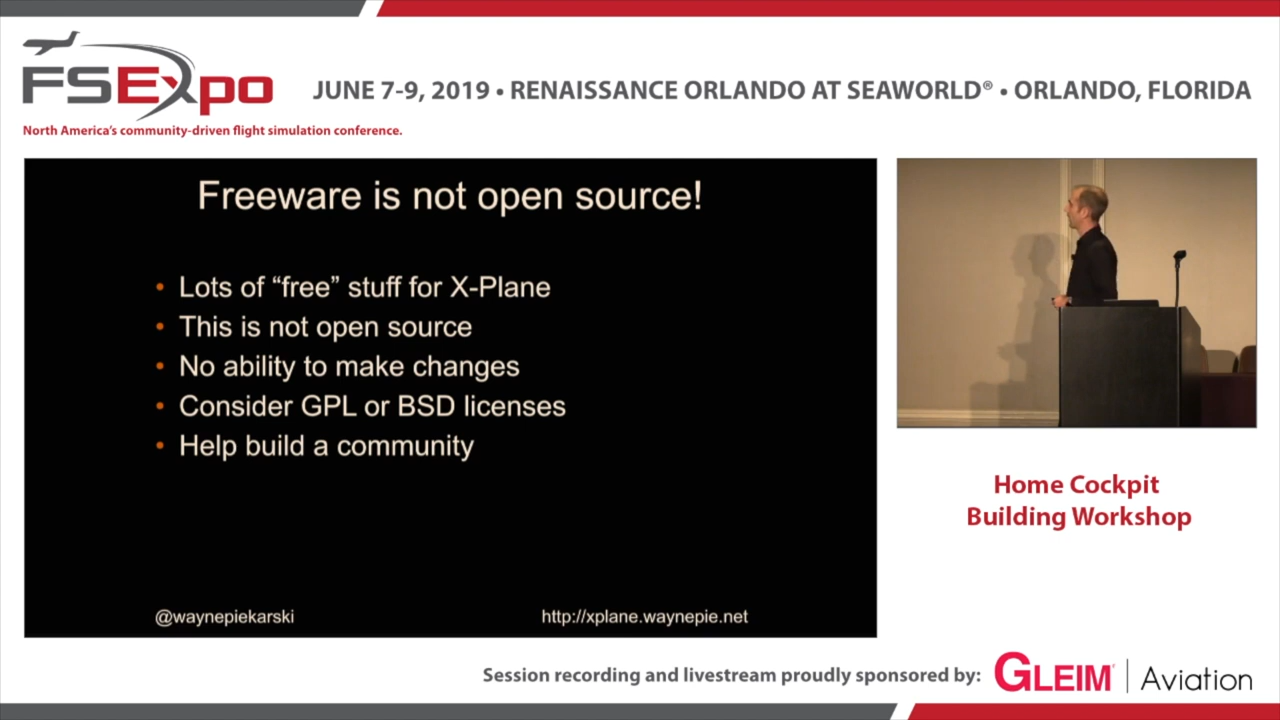 FSExpo
JUNE 7-9, 2019 • RENAISSANCE ORLANDO AT SEAWORLD® • ORLANDO, FLORIDA
North America's community-driven flight simulation conference.
Freeware is not open source!
• Lots of “free” stuff for X-Plane
• This is not open source
• No ability to make changes
• Consider GPL or BSD licenses
• Help build a community
@waynepiekarski
http://xplane.waynepie.net
Home Cockpit
Building Workshop
Session recording and livestream proudly sponsored by:
GLEIM® | Aviation